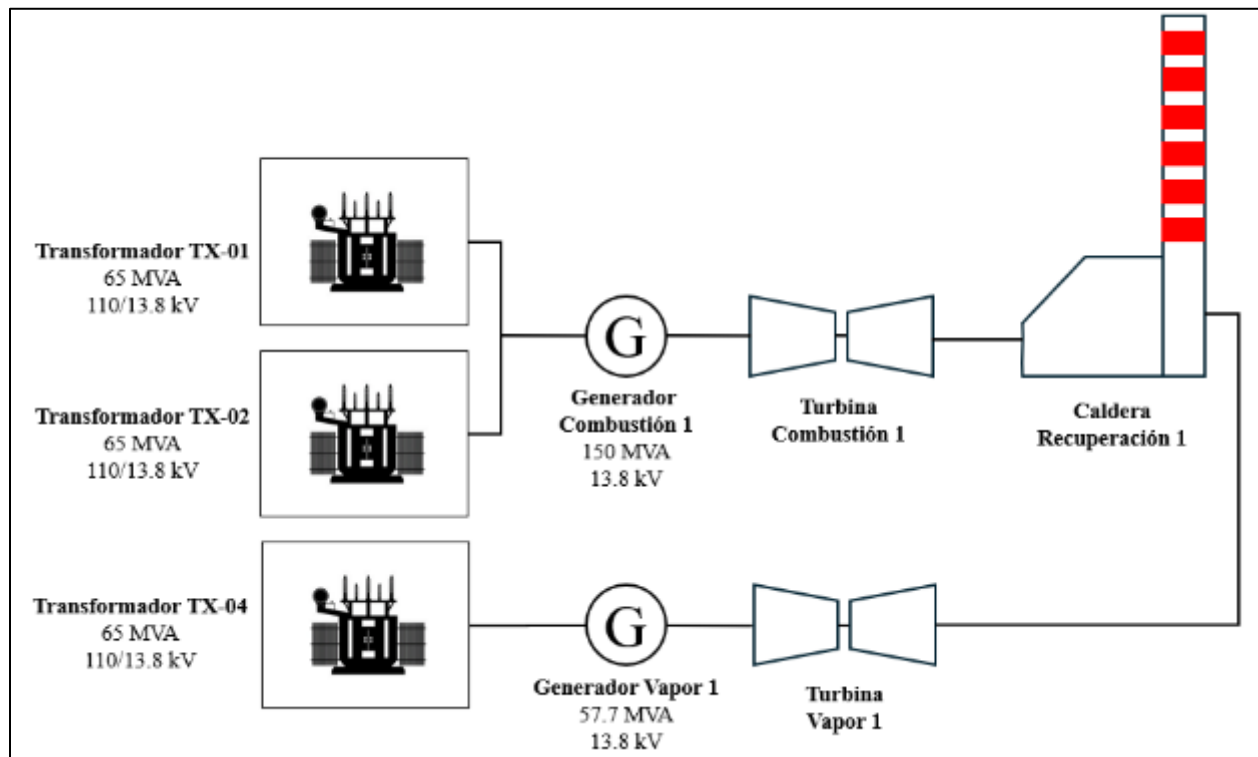 Transformador TX-01
65 MVA
110/13.8 kV
Transformador TX-02
65 MVA
110/13.8 kV
G
Generador
Combustión 1
150 MVA
13.8 kV
Turbina
Combustión 1
Caldera
Recuperación 1
Transformador TX-04
65 MVA
110/13.8 kV
G
Generador Vapor 1
57.7 MVA
13.8 kV
Turbina
Vapor 1